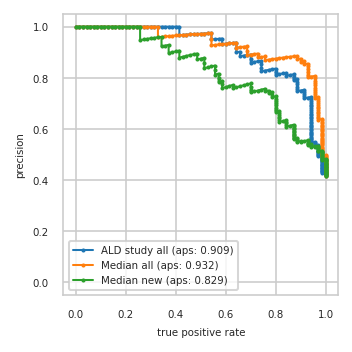 1.0
0.8
0.6
0.4
0.2
0.0
precision
ALD study all (aps: 0.909)
Median all (aps: 0.932)
Median new (aps: 0.829)
0.0 0.2 0.4 0.6 0.8 1.0
true positive rate